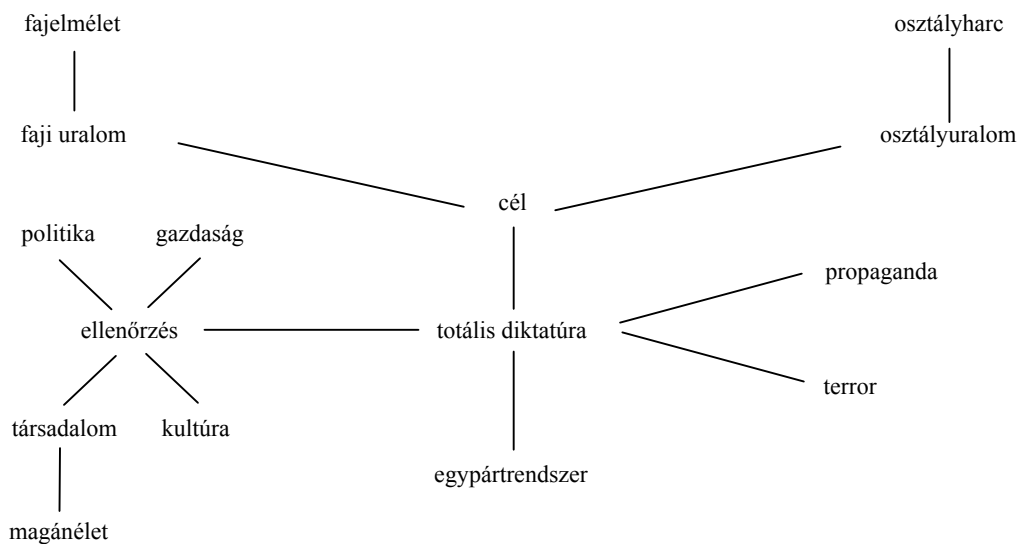 fajelmélet
osztályharc
faji uralom
osztályuralom
cél
politika
gazdaság
propaganda
ellenőrzés
totális diktatúra
terror
társadalom
kultúra
egypártrendszer
magánélet